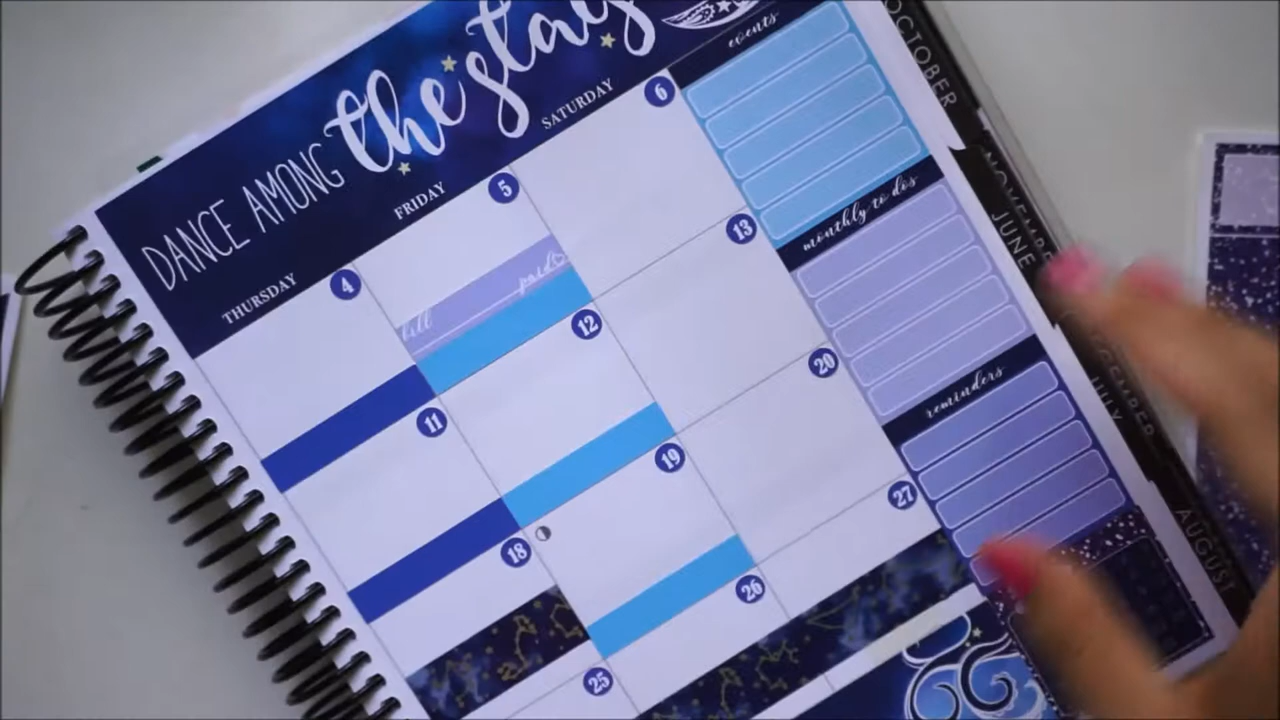 DANCE AMONG the stars
THURSDAY
FRIDAY
SATURDAY
4
5
6
11
12
13
18
19
20
25
26
27
bill
paid
events
monthly to dos
reminders
OCTOBER
NOVEMBER
JUNE
JULY
AUGUST